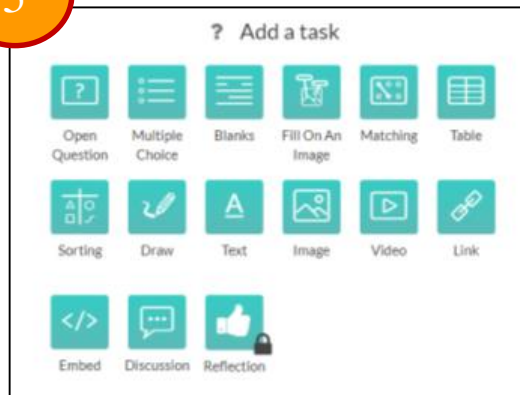 5
? Add a task
Open Question
Multiple Choice
Blanks
Fill On An Image
Matching
Table
Sorting
Draw
Text
Image
Video
Link
Embed
Discussion
Reflection